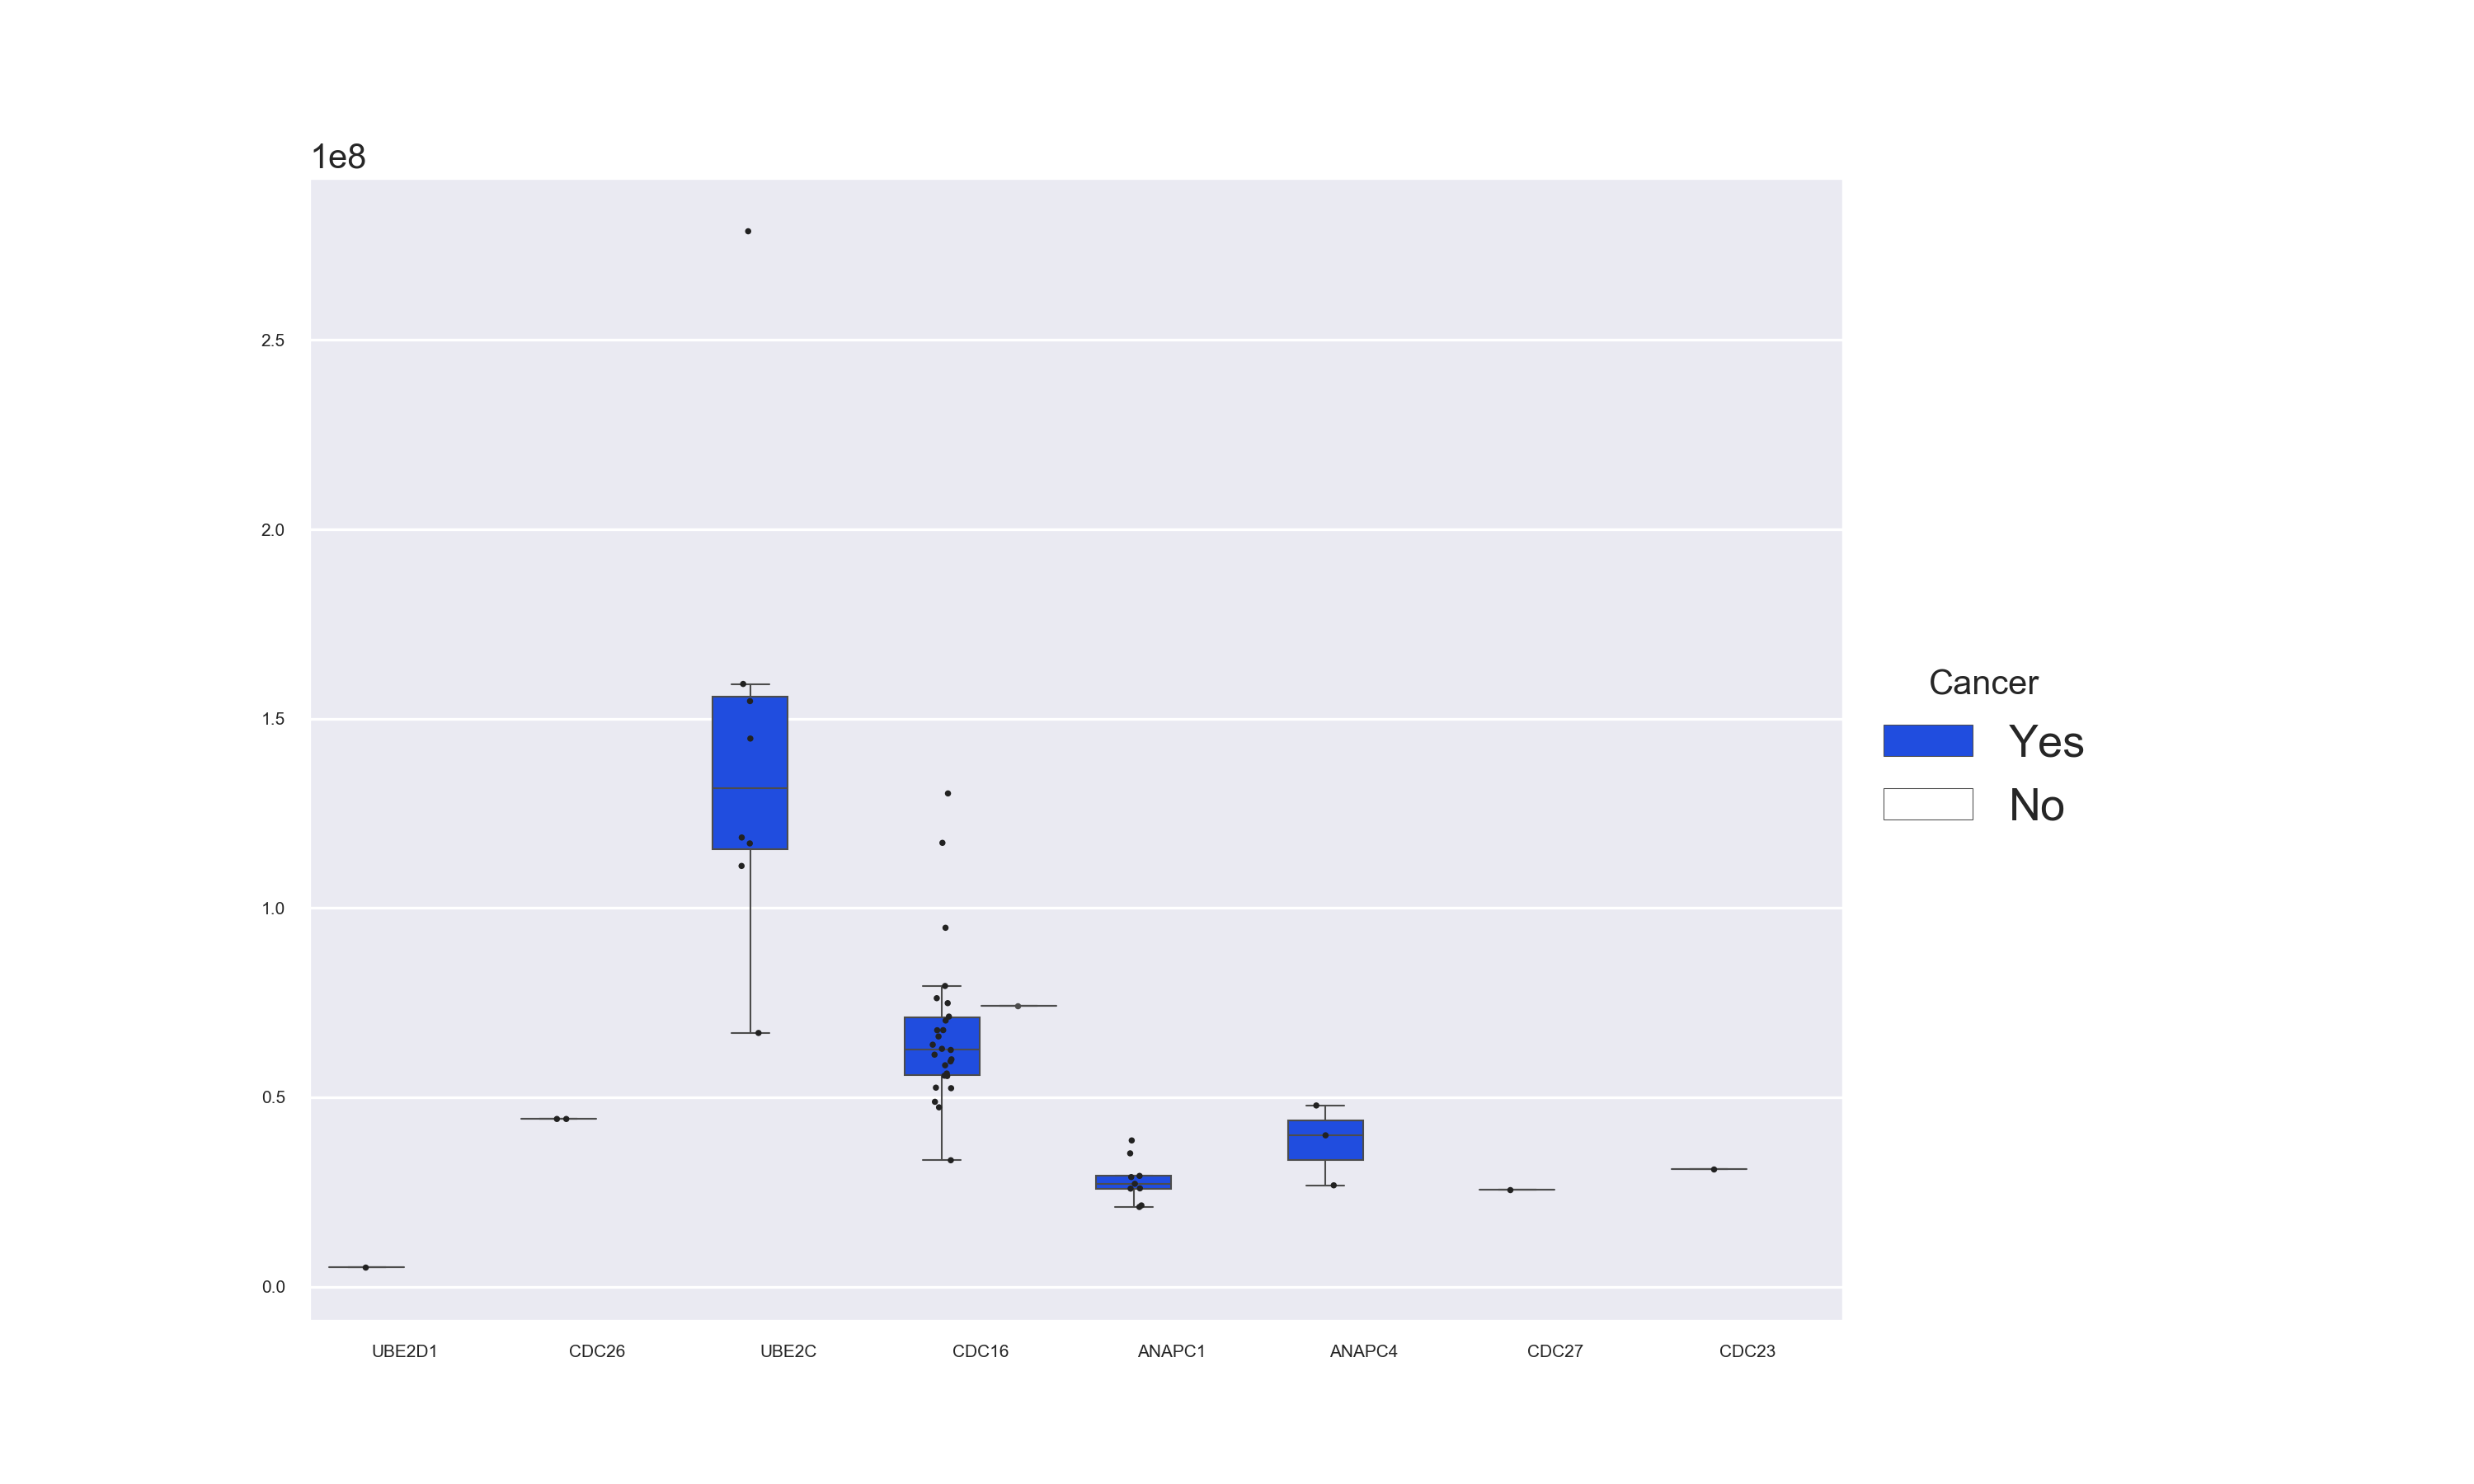 1e8
2.5
2.0
1.5
1.0
0.5
0.0
UBE2D1 CDC26 UBE2C CDC16 ANAPC1 ANAPC4 CDC27 CDC23
Cancer
Yes
No